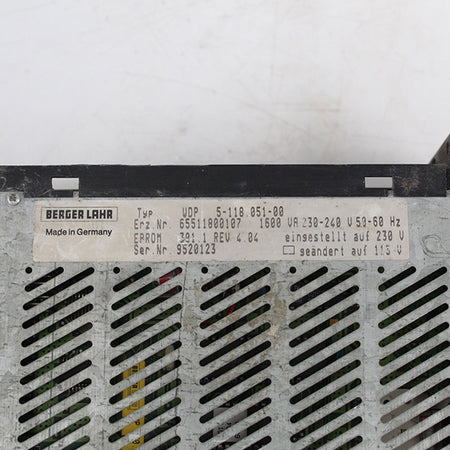 BERGER LAHR
Made in Germany
Typ WDP 5-118.051-00
Erz.Nr. 65511800107 1600 VA 230-240 V 50-60 Hz
EPROM 391.1 REV 4.04 eingestellt auf 230 V
Ser.Nr. 9520123 geändert auf 115 V